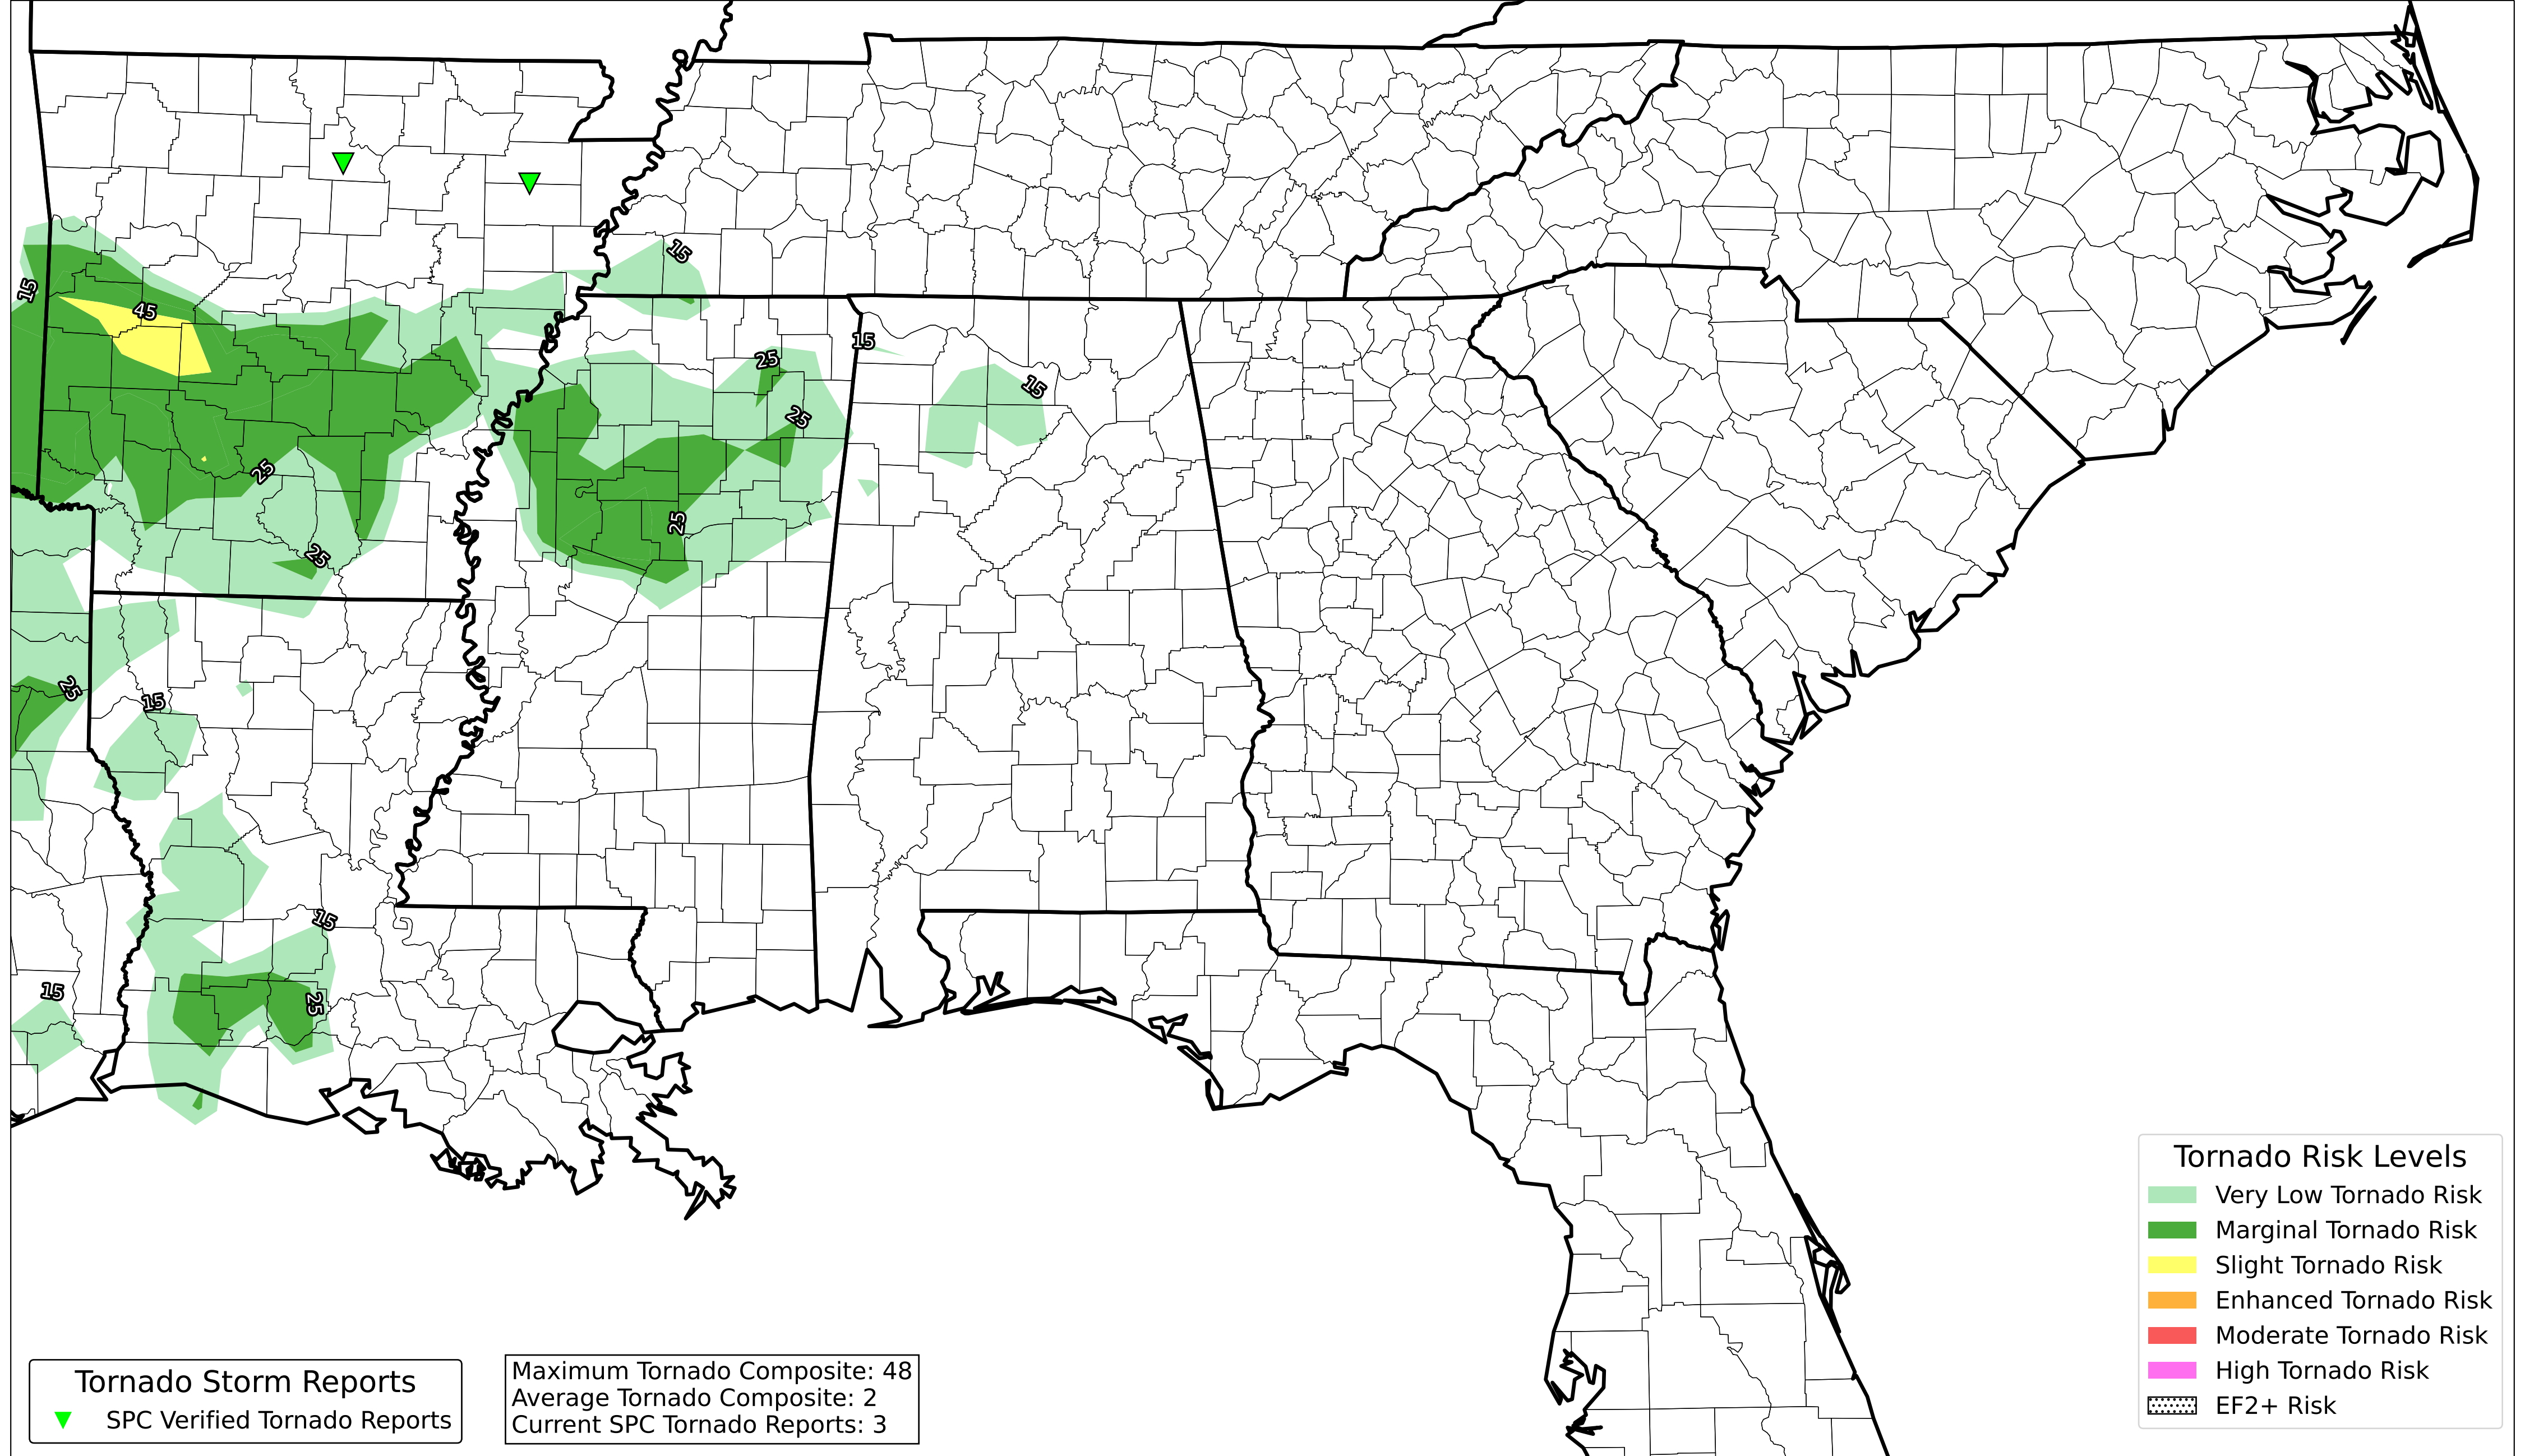 15
15
45
25
15
25
15
25
25
25
25
25
15
15
15
25
Tornado Storm Reports
SPC Verified Tornado Reports
Maximum Tornado Composite: 48
Average Tornado Composite: 2
Current SPC Tornado Reports: 3
Tornado Risk Levels
Very Low Tornado Risk
Marginal Tornado Risk
Slight Tornado Risk
Enhanced Tornado Risk
Moderate Tornado Risk
High Tornado Risk
EF2+ Risk